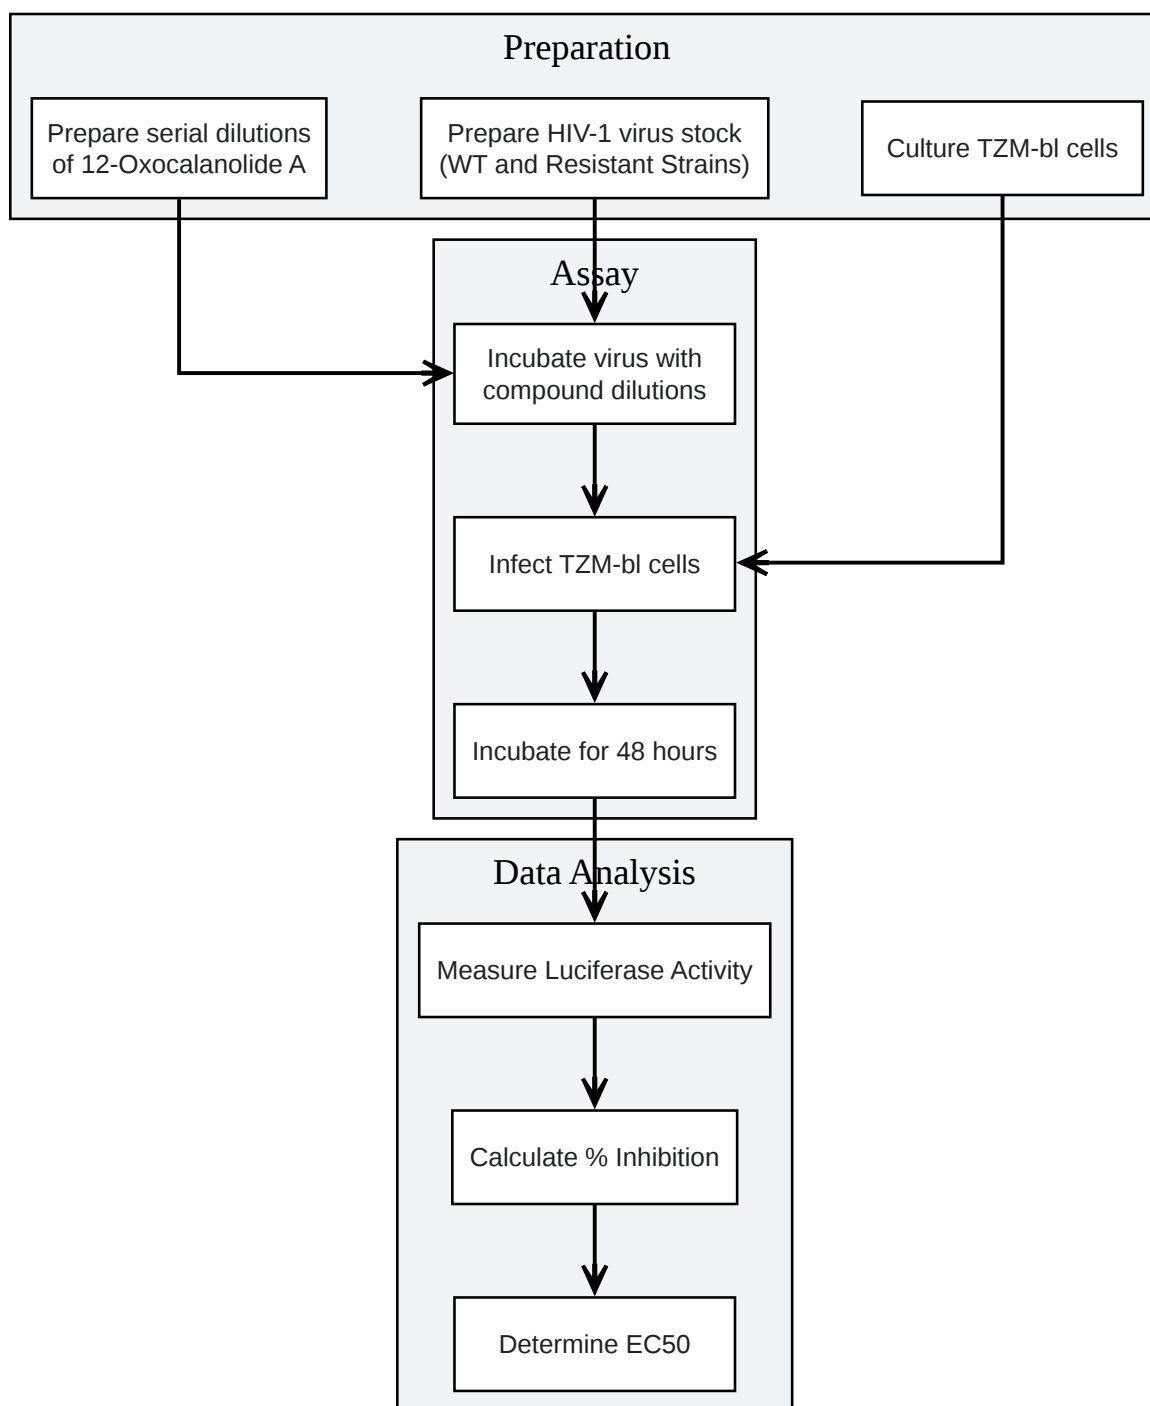 Preparation
Prepare serial dilutions
of 12-Oxocalanolide A
Prepare HIV-1 virus stock
(WT and Resistant Strains)
Culture TZM-bl cells
Assay
Incubate virus with
compound dilutions
Infect TZM-bl cells
Incubate for 48 hours
Data Analysis
Measure Luciferase Activity
Calculate % Inhibition
Determine EC50